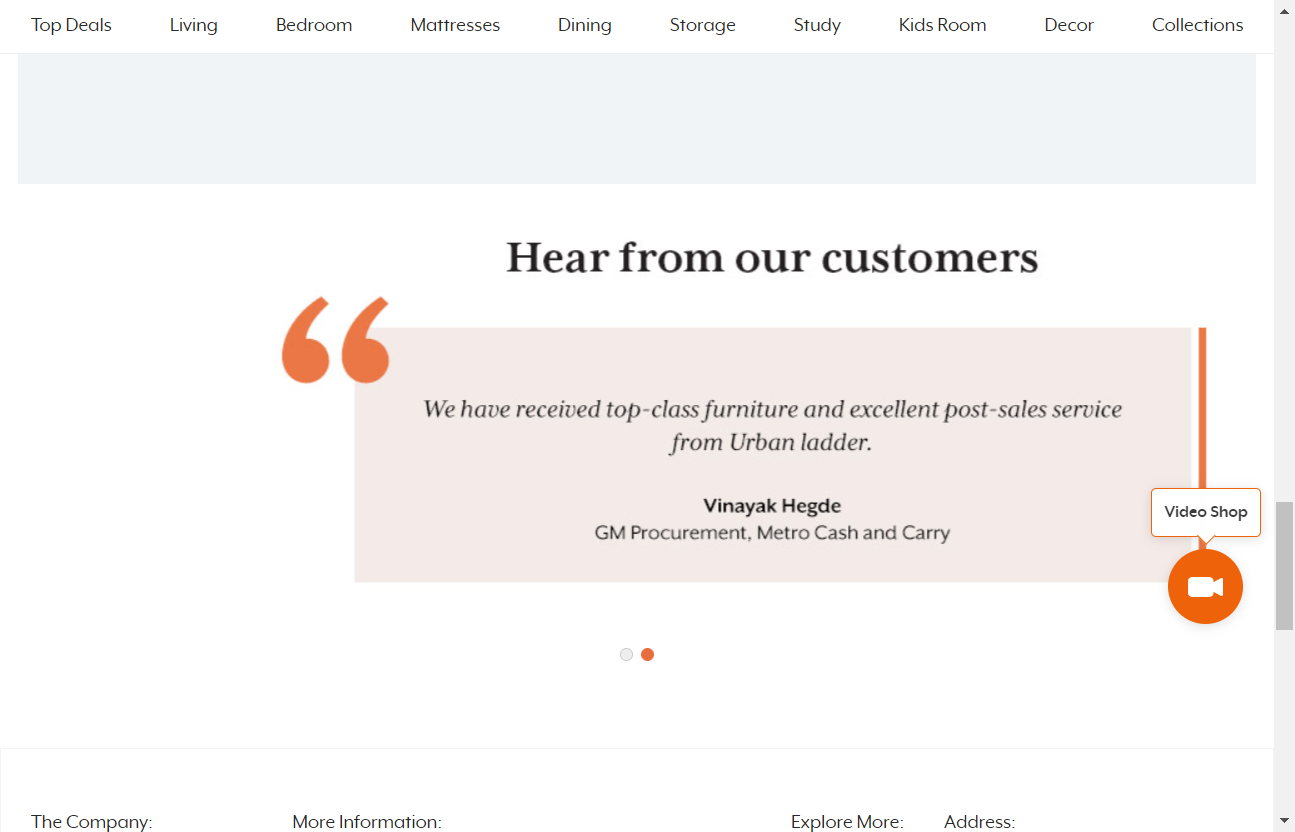 Top Deals Living Bedroom Mattresses Dining Storage Study Kids Room Decor Collections
Hear from our customers
We have received top-class furniture and excellent post-sales service
from Urban ladder.
Vinayak Hegde
GM Procurement, Metro Cash and Carry
Video Shop
The Company: More Information: Explore More: Address: